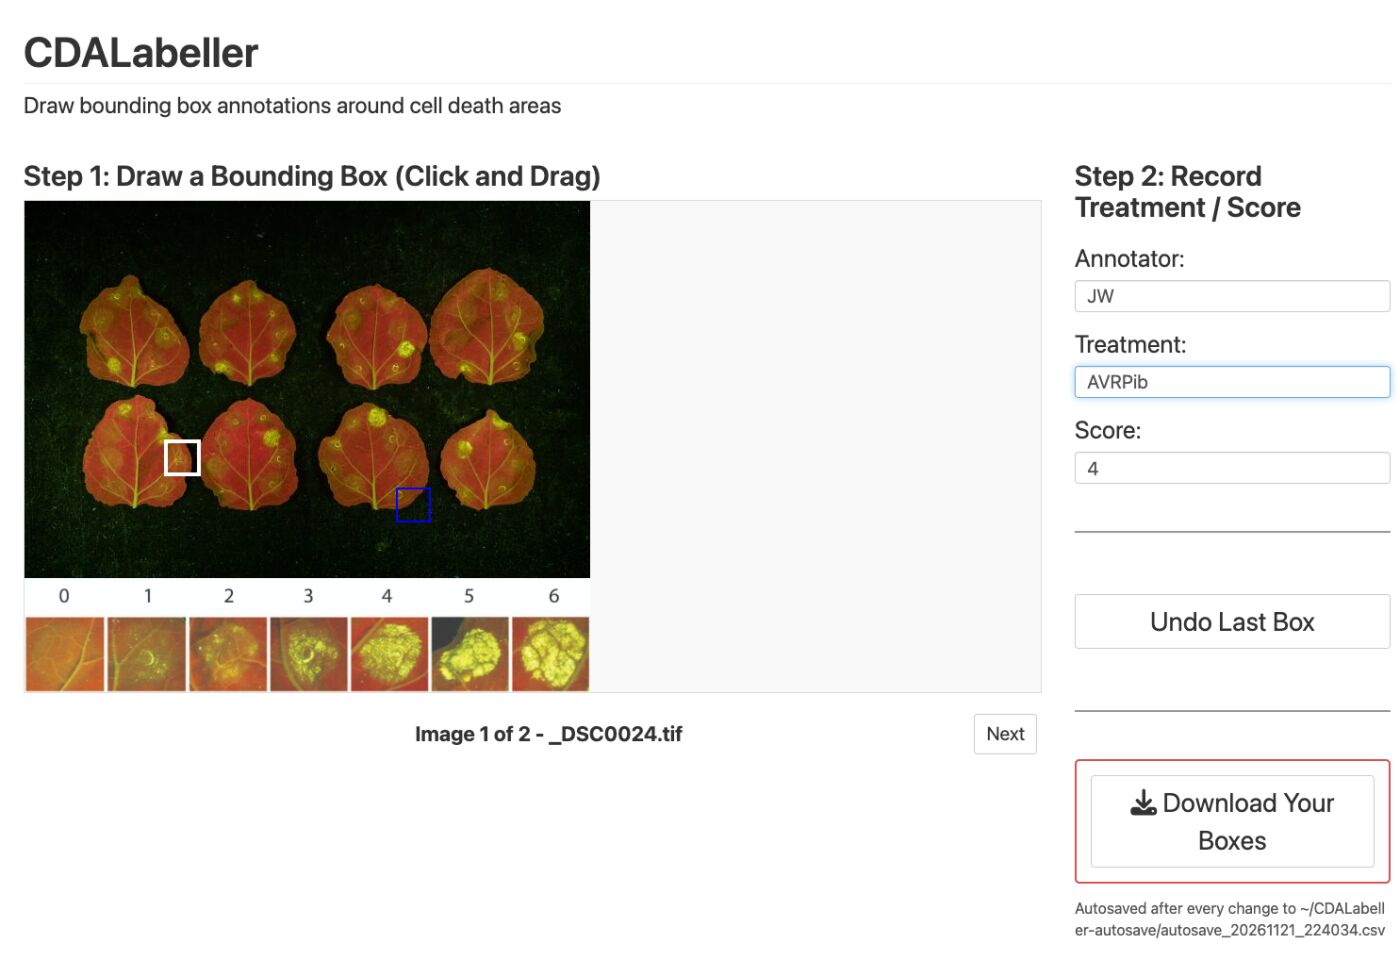 CDALabeller
Draw bounding box annotations around cell death areas
Step 1: Draw a Bounding Box (Click and Drag)
0 1 2 3 4 5 6
Image 1 of 2 - _DSC0024.tif
Next
Step 2: Record
Treatment / Score
Annotator:
JW
Treatment:
AVRPib
Score:
4
Undo Last Box
Download Your
Boxes
Autosaved after every change to ~/CDALabell
er-autosave/autosave_20261121_224034.csv